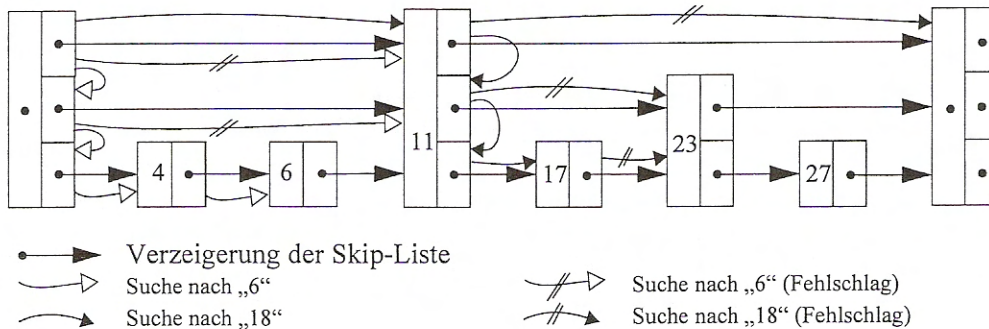 4 6 11 17 23 27
Verzeigerung der Skip-Liste
Suche nach „6“ Suche nach „6“ (Fehlschlag)
Suche nach „18“ Suche nach „18“ (Fehlschlag)